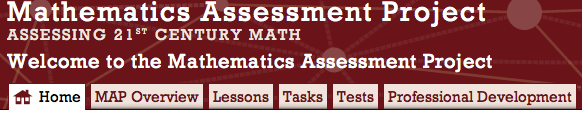 Mathematics Assessment Project
ASSESSING 21ST CENTURY MATH
Welcome to the Mathematics Assessment Project
Home MAP Overview Lessons Tasks Tests Professional Development